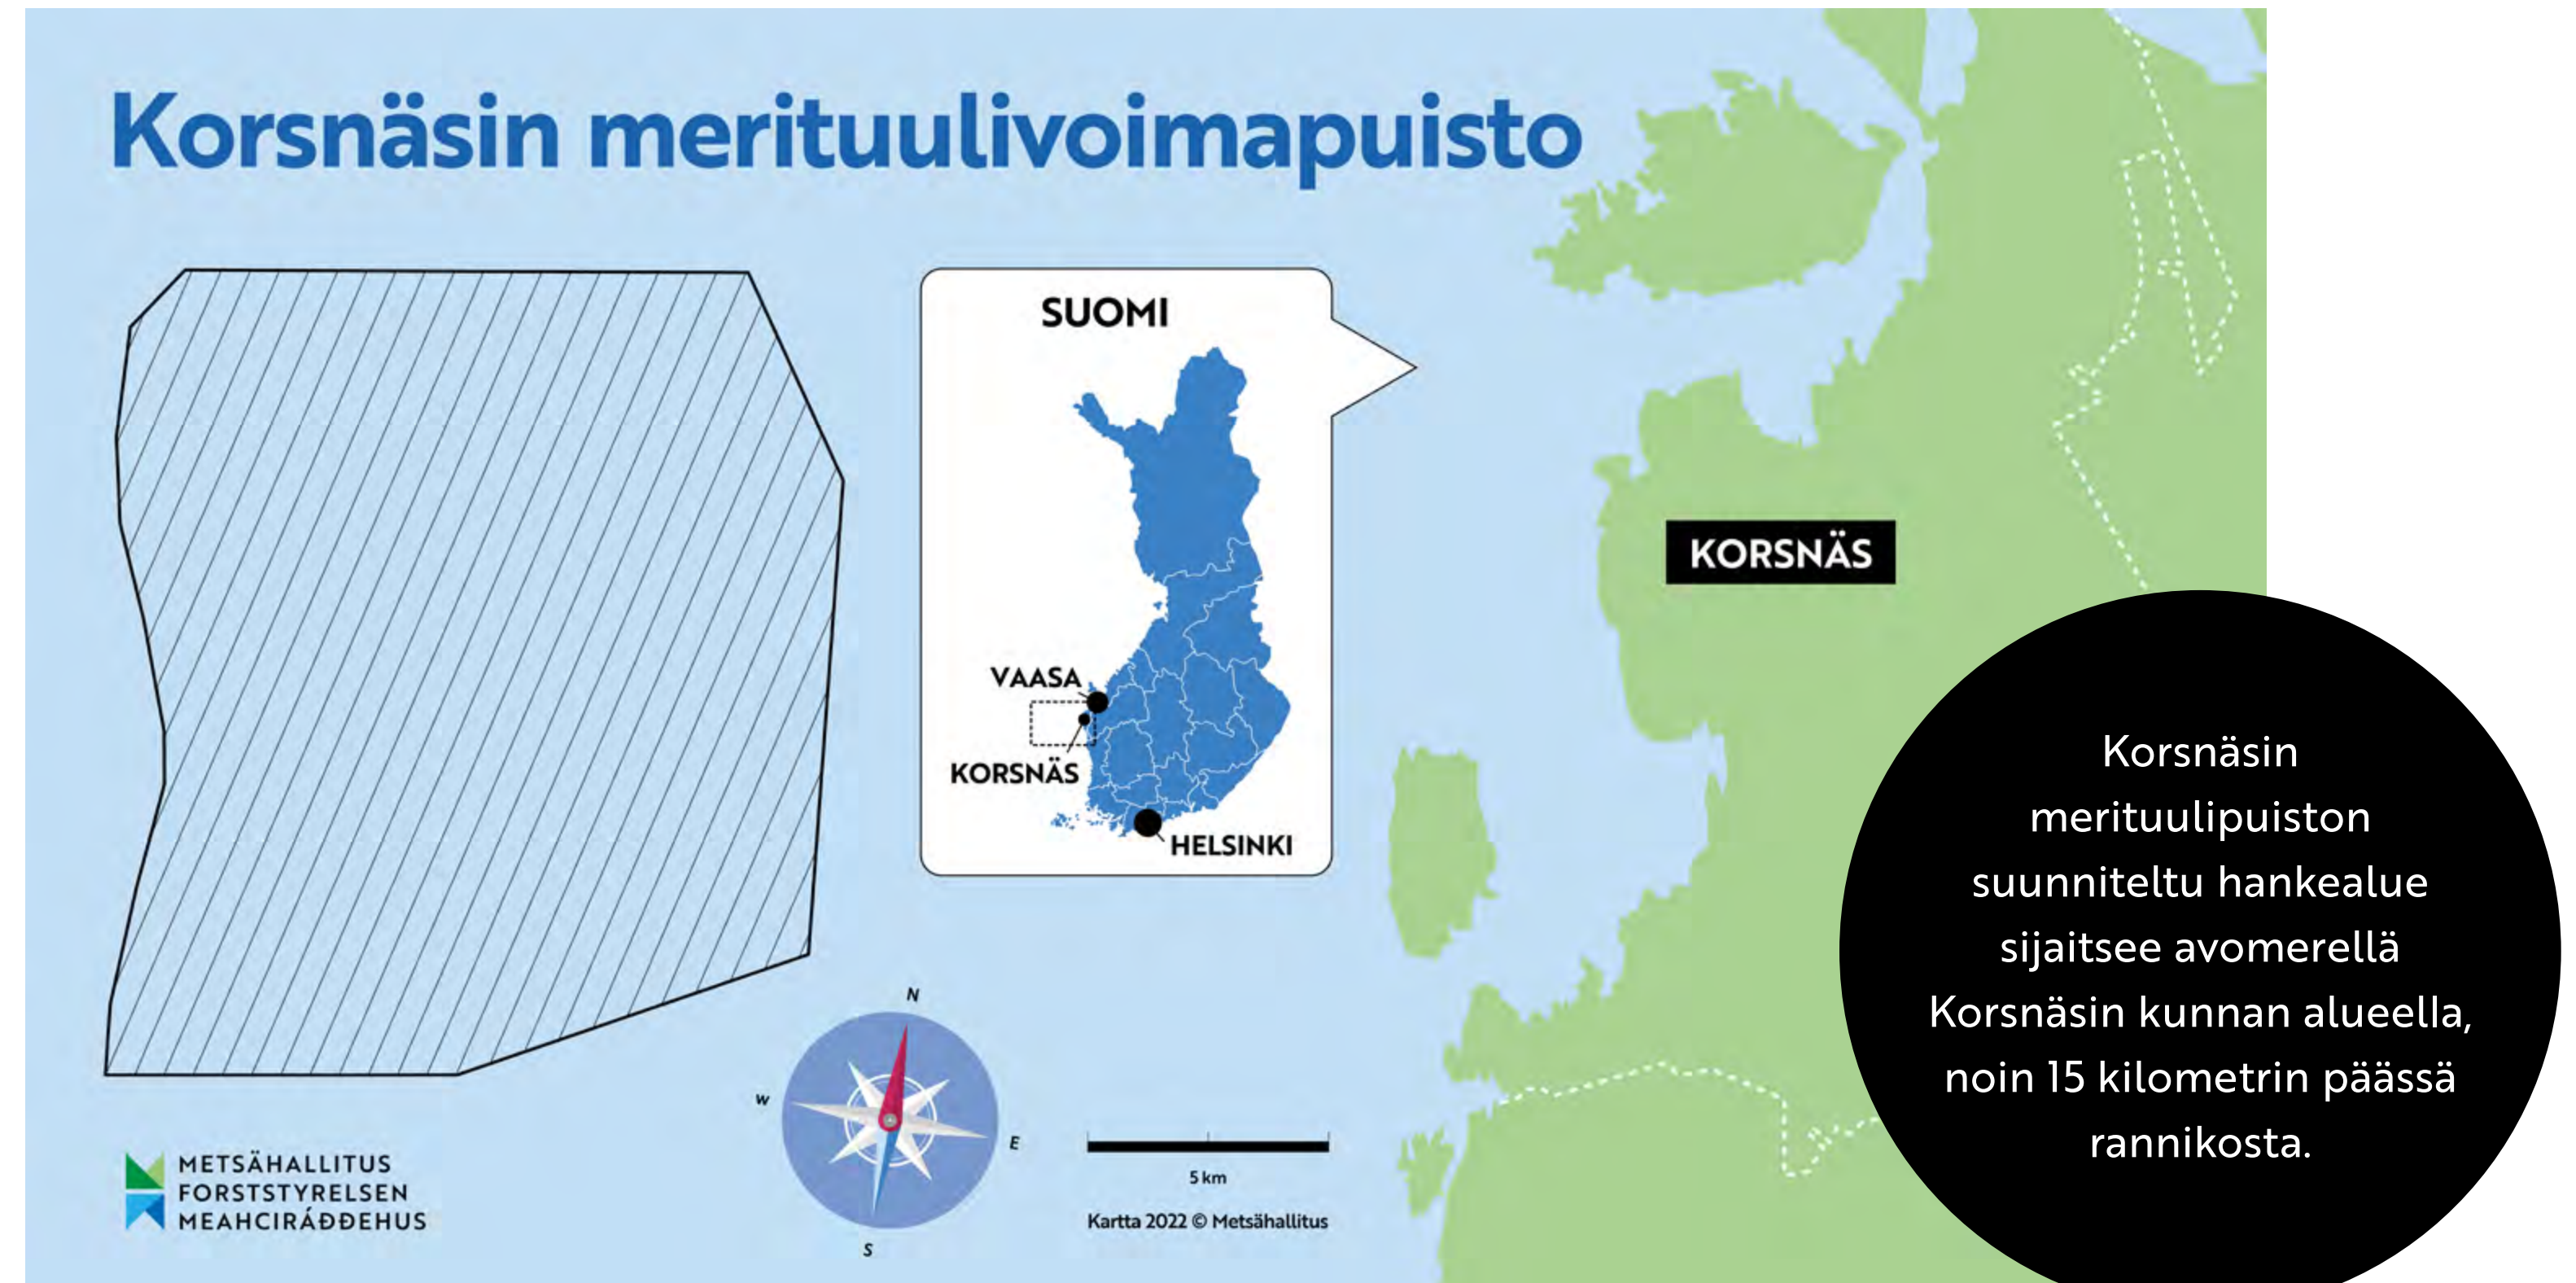 Korsnäsin merituulivoimapuisto
SUOMI
VAASA
KORSNÄS
HELSINKI
KORSNÄS
Korsnäsin
merituulipuiston
suunniteltu hankealue
sijaitsee avomerellä
Korsnäsin kunnan alueella,
noin 15 kilometrin päässä
rannikosta.
N
W
E
S
5 km
Kartta 2022 © Metsähallitus
METSÄHALLITUS
FORSTSTYRELSEN
MEAHCIRÁĐĐEHUS